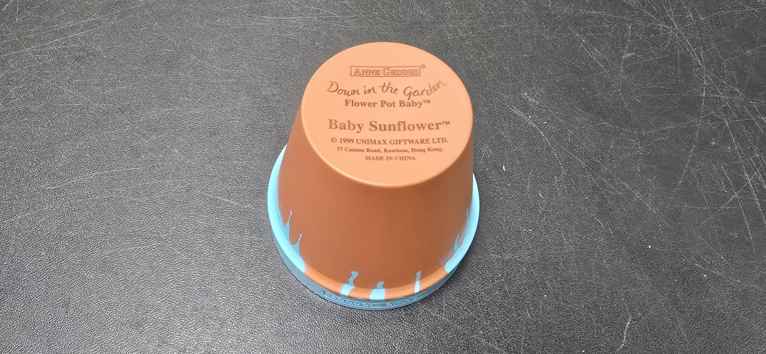 ANNE GEDDES®
Down in the Garden
Flower Pot Baby™
Baby Sunflower™
© 1999 UNIMAX GIFTWARE LTD.
Kowloon, Hong Kong.
MADE IN CHINA